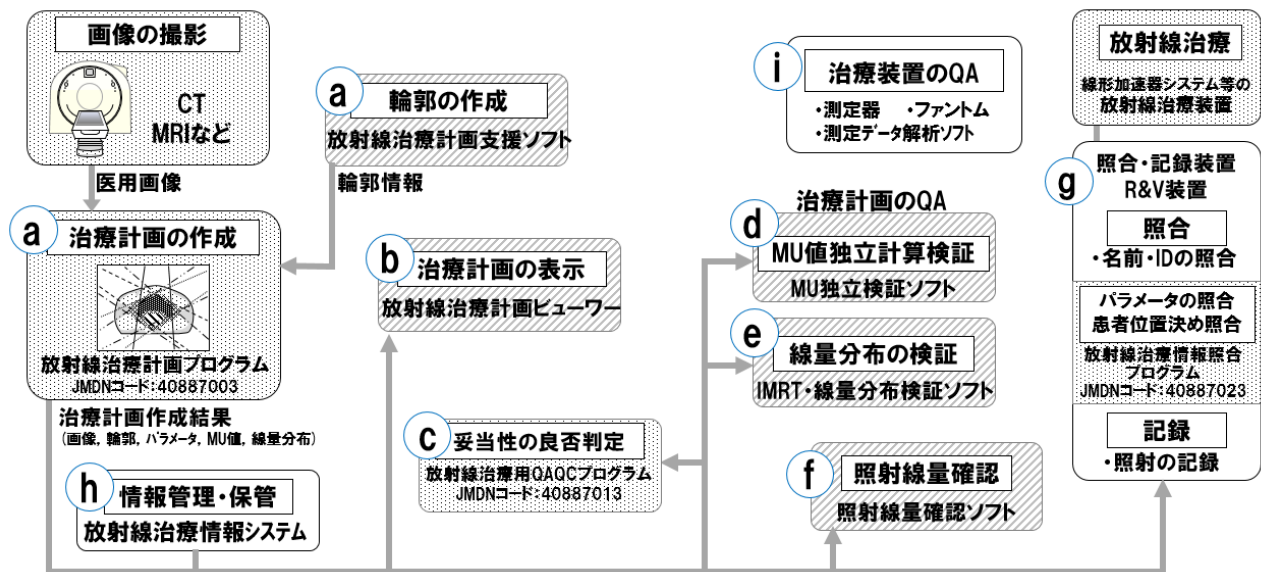 画像の撮影
CT
MRIなど
医用画像
a
輪郭の作成
放射線治療計画支援ソフト
輪郭情報
a
治療計画の作成
放射線治療計画プログラム
JMDNコード:40887003
治療計画作成結果
(画像, 輪郭, パラメータ, MU値, 線量分布)
h
情報管理・保管
放射線治療情報システム
b
治療計画の表示
放射線治療計画ビューワー
c
妥当性の良否判定
放射線治療用QAQCプログラム
JMDNコード:40887013
i
治療装置のQA
・測定器 ・ファントム
・測定データ解析ソフト
治療計画のQA
d
MU値独立計算検証
MU独立検証ソフト
e
線量分布の検証
IMRT・線量分布検証ソフト
f
照射線量確認
照射線量確認ソフト
放射線治療
線形加速器システム等の
放射線治療装置
g
照合・記録装置
R&V装置
照合
・名前・IDの照合
パラメータの照合
患者位置決め照合
放射線治療情報照合
プログラム
JMDNコード:40887023
記録
・照射の記録